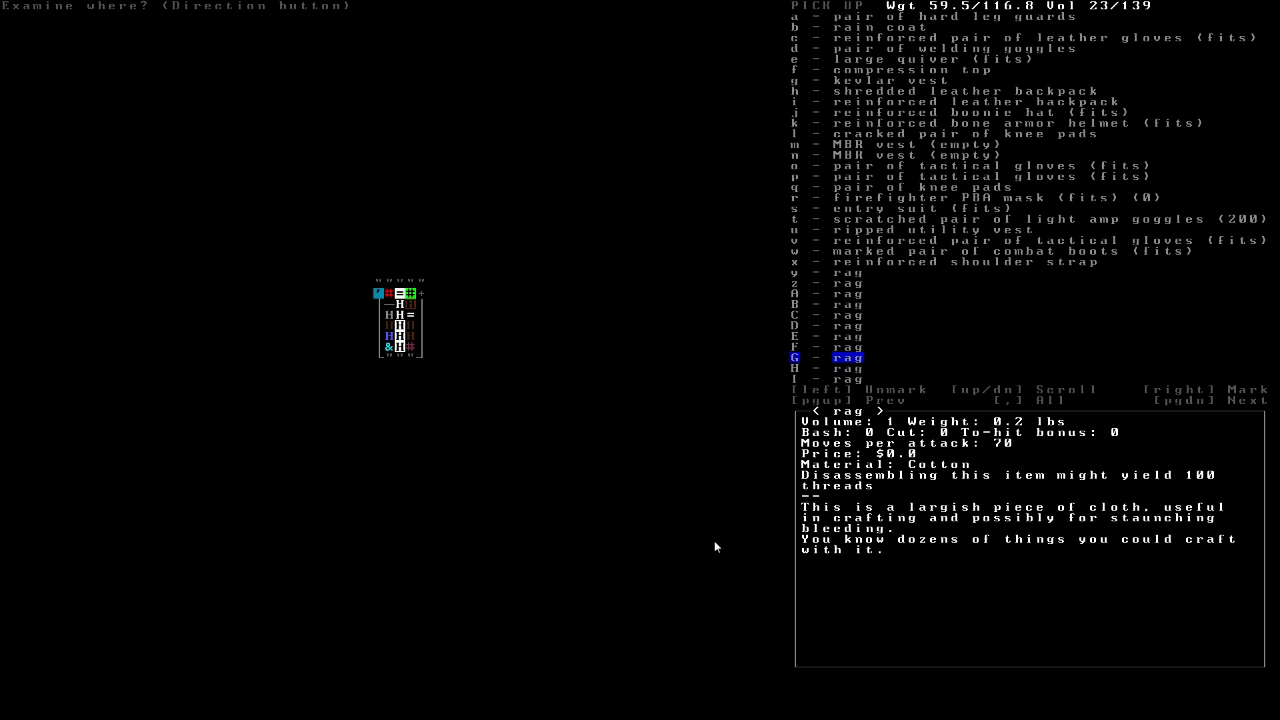 Examine where? (Direction button)
PICK UP Wgt 59.5/116.8 Vol 23/139
a - pair of hard leg guards
b - rain coat
c - reinforced pair of leather gloves (fits)
d - pair of welding goggles
e - large quiver (fits)
f - compression top
g - kevlar vest
h - shredded leather backpack
i - reinforced leather backpack
j - reinforced boonie hat (fits)
k - reinforced bone armor helmet (fits)
l - cracked pair of knee pads
m - MBR vest (empty)
n - MBR vest (empty)
o - pair of tactical gloves (fits)
p - pair of tactical gloves (fits)
q - pair of knee pads
r - firefighter PBA mask (fits) (0)
s - entry suit (fits)
t - scratched pair of light amp goggles (200)
u - ripped utility vest
v - reinforced pair of tactical gloves (fits)
w - marked pair of combat boots (fits)
x - reinforced shoulder strap
y - rag
z - rag
A - rag
B - rag
C - rag
D - rag
E - rag
F - rag
G - rag
H - rag
I - rag
[left] Unmark [up/dn] Scroll [right] Mark
[pgup] Prev [,] All [pgdn] Next
< rag >
Volume: 1 Weight: 0.2 lbs
Bash: 0 Cut: 0 To-hit bonus: 0
Moves per attack: 70
Price: $0.0
Material: Cotton
Disassembling this item might yield 100
threads
--
This is a largish piece of cloth, useful
in crafting and possibly for staunching
bleeding.
You know dozens of things you could craft
with it.